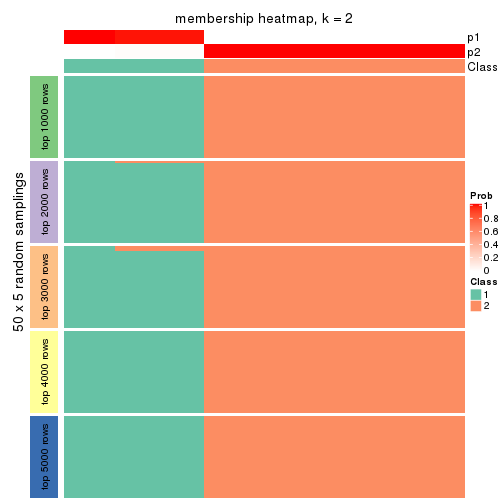 membership heatmap, k = 2
p1
p2
Class
50 x 5 random samplings
top 1000 rows
top 2000 rows
top 3000 rows
top 4000 rows
top 5000 rows
Prob
1
0.8
0.6
0.4
0.2
0
Class
1
2